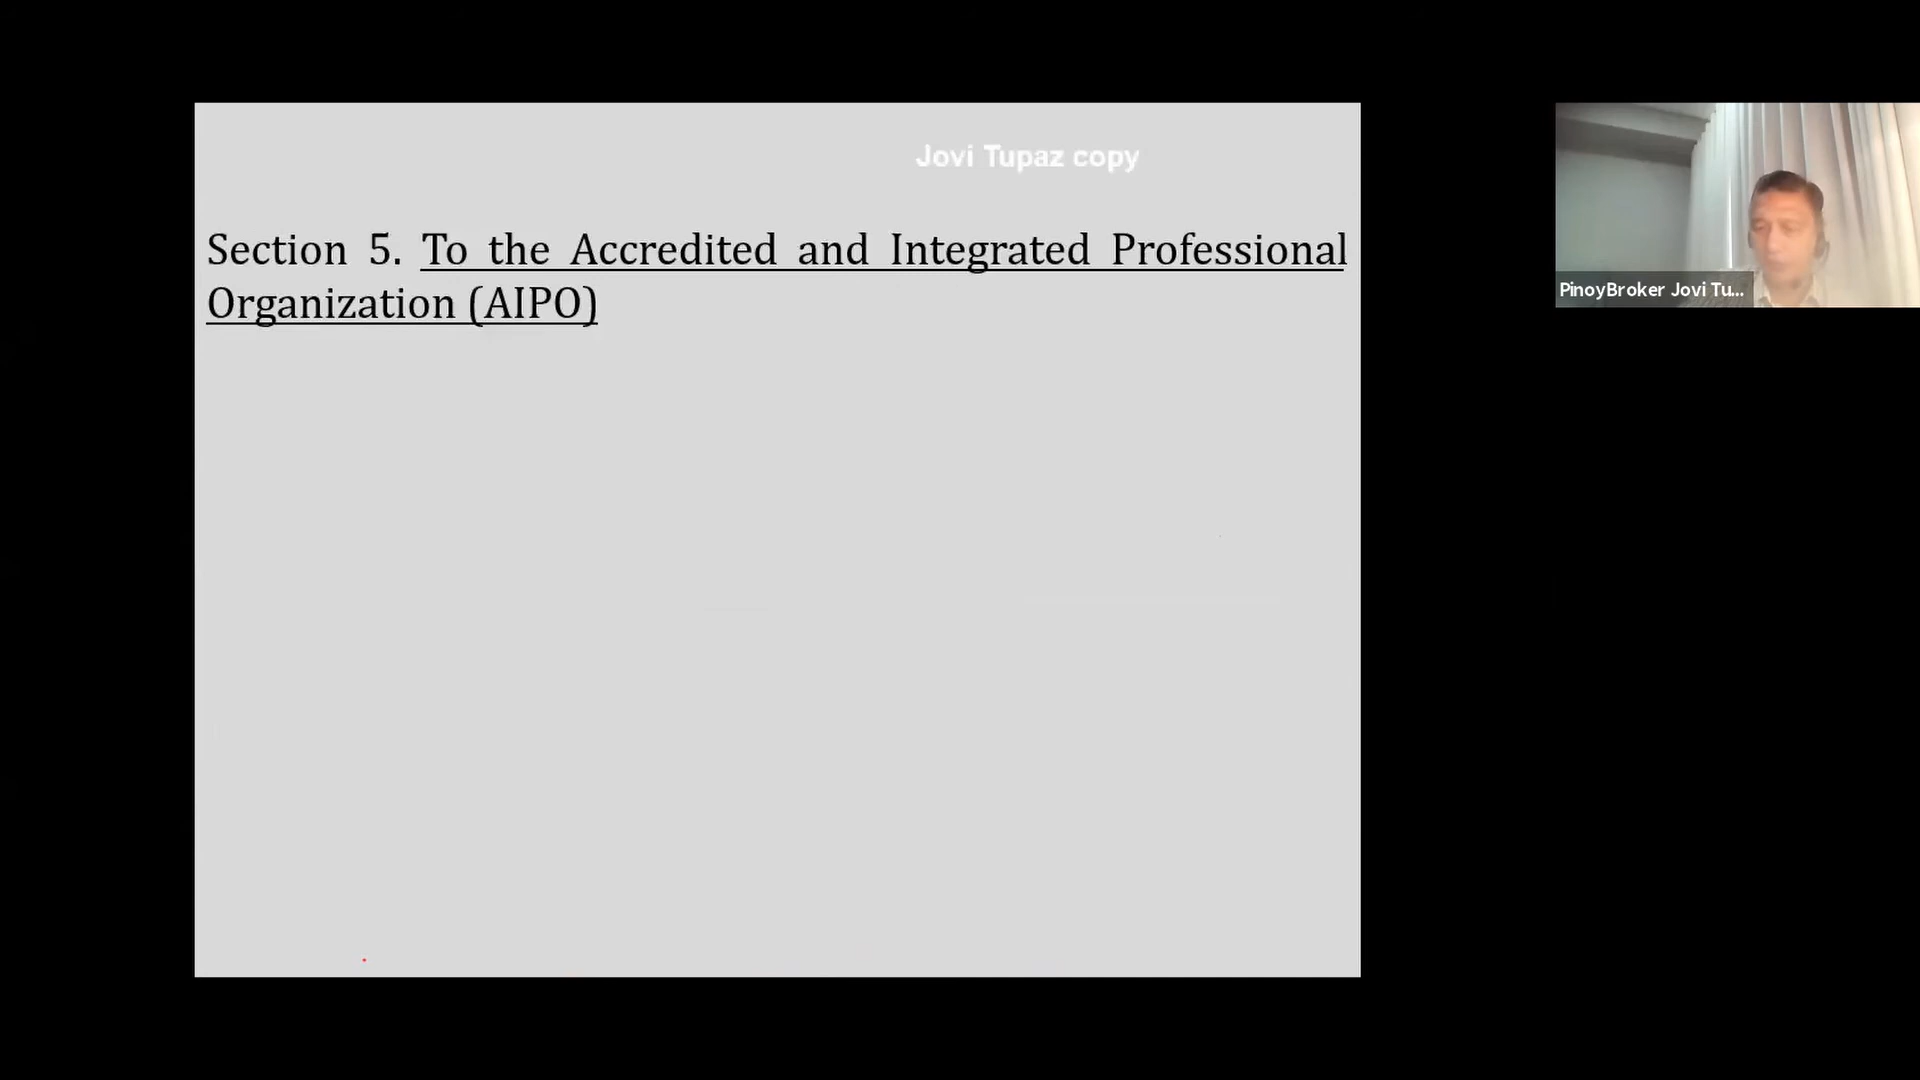 Jovi Tupaz copy
Section 5. To the Accredited and Integrated Professional
Organization (AIPO)
PinoyBroker Jovi Tu...